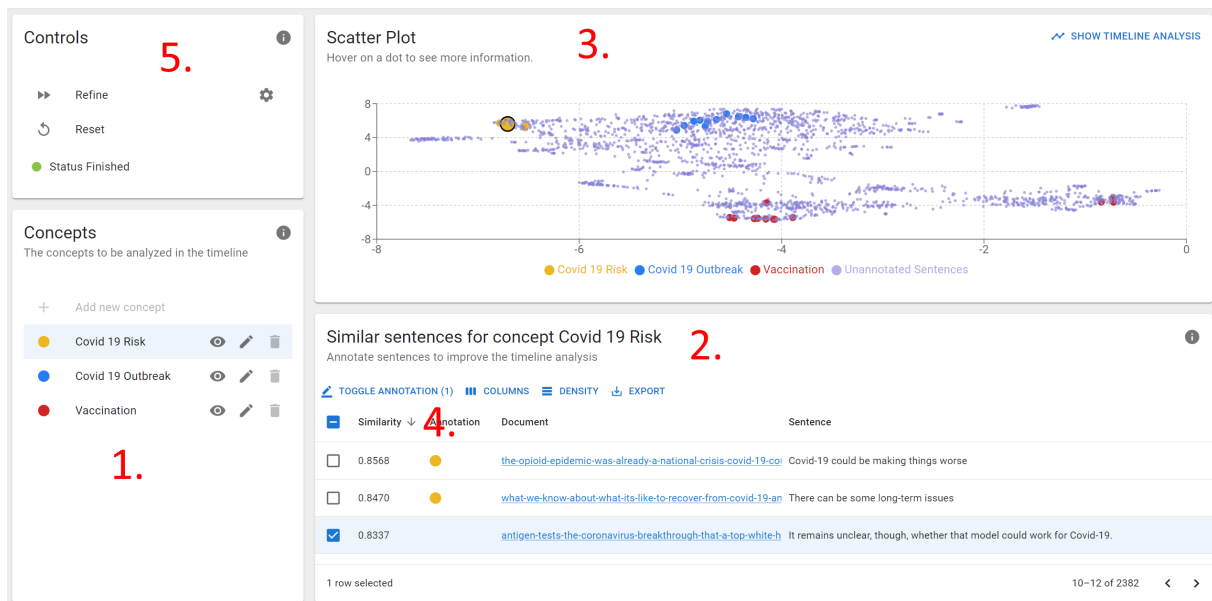 Controls
5.
Refine
Reset
Status Finished
Concepts
The concepts to be analyzed in the timeline
Add new concept
Covid 19 Risk
Covid 19 Outbreak
Vaccination
1.
Scatter Plot
3.
Hover on a dot to see more information.
SHOW TIMELINE ANALYSIS
8
4
0
-4
-8
-8 -6 -4 -2 0
Covid 19 Risk Covid 19 Outbreak Vaccination Unannotated Sentences
Similar sentences for concept Covid 19 Risk
2.
Annotate sentences to improve the timeline analysis
TOGGLE ANNOTATION (1) COLUMNS DENSITY EXPORT
4.
Similarity Annotation Document Sentence
0.8568 the-opioid-epidemic-was-already-a-national-crisis-covid-19-co Covid-19 could be making things worse
0.8470 what-we-know-about-what-its-like-to-recover-from-covid-19-an There can be some long-term issues
0.8337 antigen-tests-the-coronavirus-breakthrough-that-a-top-white-h It remains unclear, though, whether that model could work for Covid-19.
1 row selected 10–12 of 2382